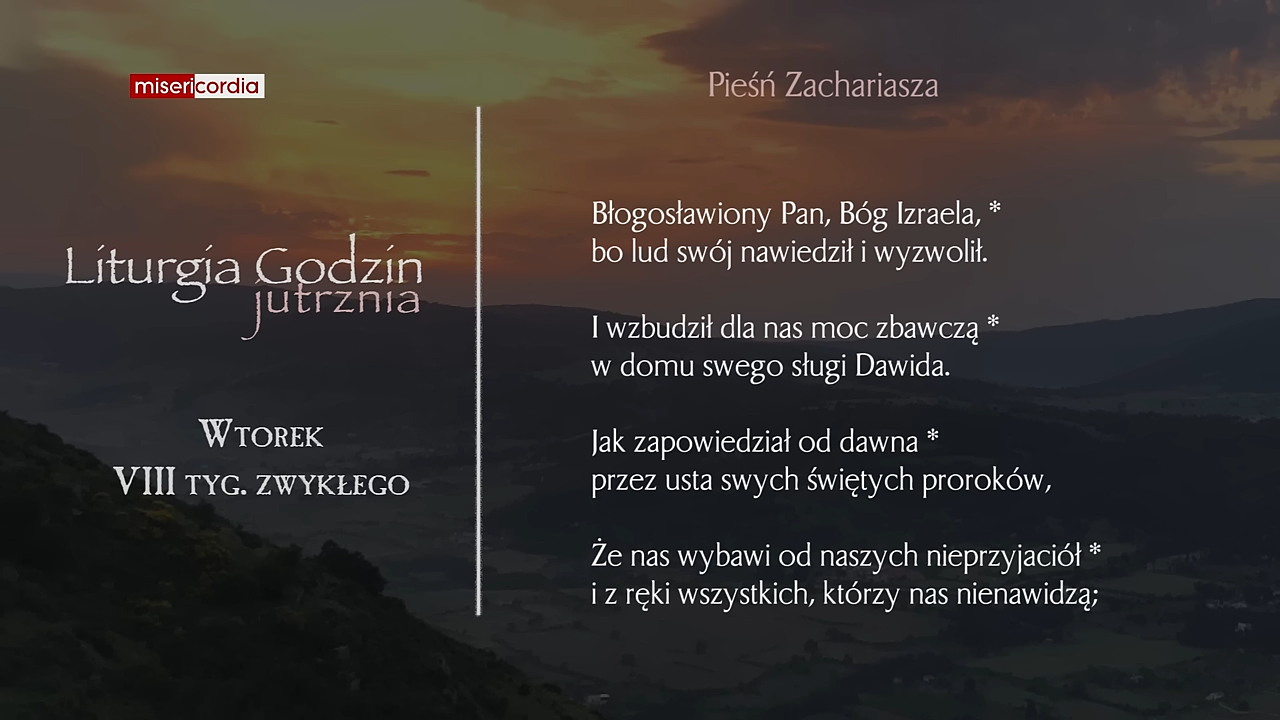 misericordia
Liturgia Godzin
jutrznia
Wtorek
VIII tyg. zwykłego
Pieśń Zachariasza
Błogosławiony Pan, Bóg Izraela, *
bo lud swój nawiedził i wyzwolił.
I wzbudził dla nas moc zbawczą *
w domu swego sługi Dawida.
Jak zapowiedział od dawna *
przez usta swych świętych proroków,
Że nas wybawi od naszych nieprzyjaciół *
i z ręki wszystkich, którzy nas nienawidzą;